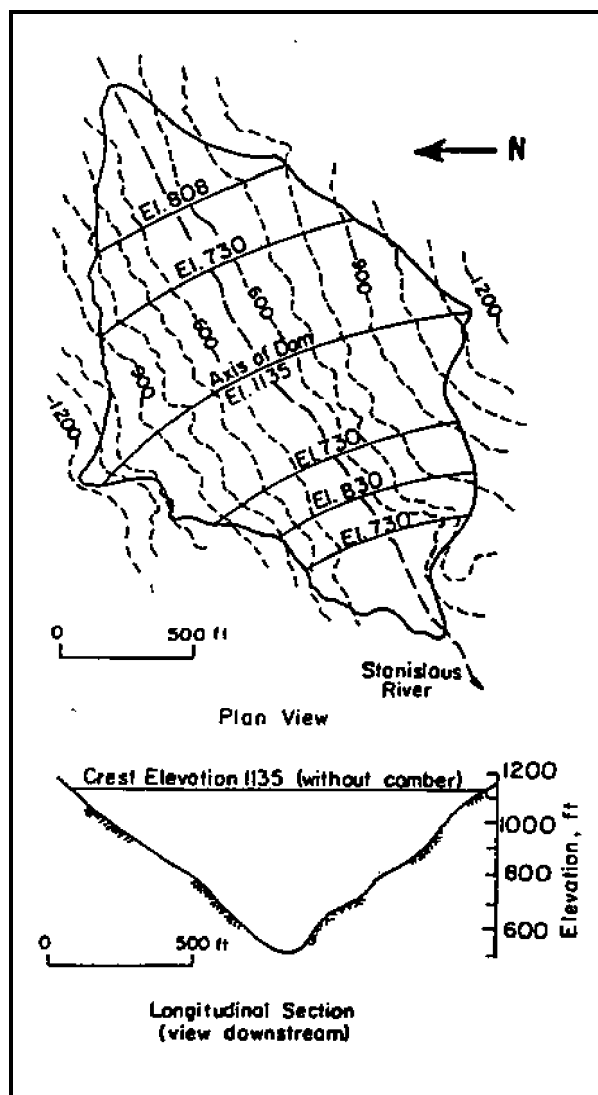 N
El. 808
El. 730
900
1200
600
600
Axis of Dam
El. 1135
900
1200
El. 730
El. 830
El. 730
0 500 ft
Stanislaus
River
Plan View
Crest Elevation 1135 (without camber)
1200
1000
800
600
Elevation, ft
0 500 ft
Longitudinal Section
(view downstream)